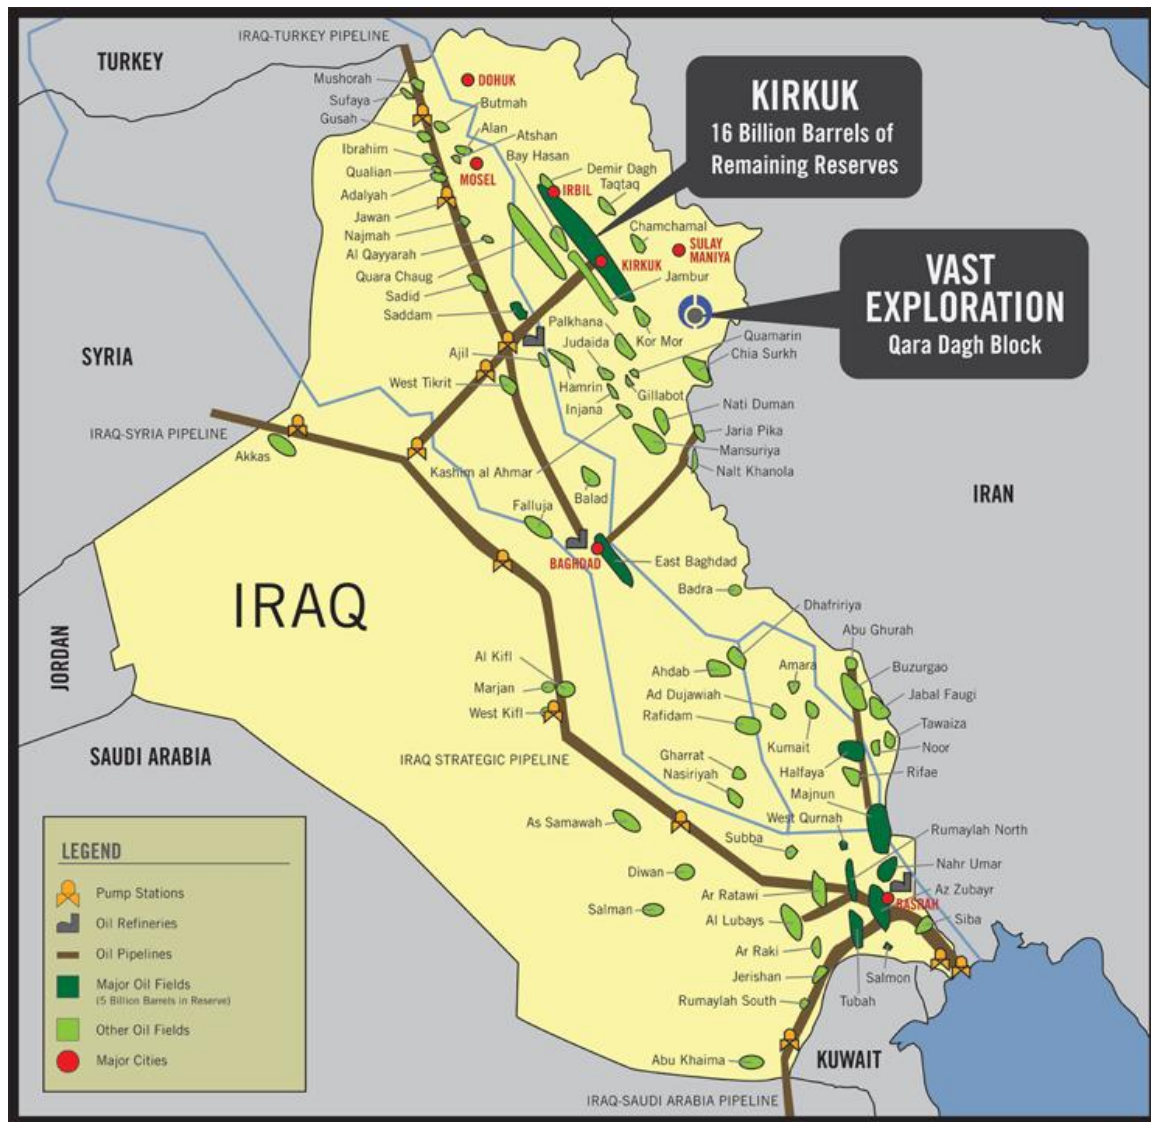 IRAQ-TURKEY PIPELINE
TURKEY
Mushorah
DOHUK
Sufaya
Butmah
Gusah
Alan
Atshan
Ibrahim
Bay Hasan
Qualian
MOSEL
Demir Dagh
Adalyah
IRBIL
Taqtaq
Jawan
Najmah
Chamchamal
Al Qayyarah
SULAY
MANIYA
KIRKUK
Quara Chaug
Jambur
Sadid
Saddam
KIRKUK
16 Billion Barrels of
Remaining Reserves
VAST
EXPLORATION
Qara Dagh Block
Palkhana
Kor Mor
Quamarin
Judaida
Chia Surkh
SYRIA
Ajil
West Tikrit
Hamrin
Gillabot
Injana
Nati Duman
IRAQ-SYRIA PIPELINE
Jaria Pika
Akkas
Mansuriya
Kashim al Ahmar
Nalt Khanola
Balad
IRAN
Falluja
BAGHDAD
East Baghdad
Badra
IRAQ
Dhafririya
JORDAN
Abu Ghurah
Al Kifl
Ahdab
Amara
Buzurgao
Marjan
Ad Dujawiah
Jabal Faugi
West Kifl
Rafidam
Tawaiza
Kumait
Noor
SAUDI ARABIA
IRAQ STRATEGIC PIPELINE
Gharrat
Halfaya
Rifae
Nasiriyah
Majnun
As Samawah
West Qurnah
Rumaylah North
Subba
Nahr Umar
Diwan
Ar Ratawi
Az Zubayr
BASRAH
Salman
Al Lubays
Siba
Ar Raki
Jerishan
Salmon
Rumaylah South
Tubah
Abu Khaima
KUWAIT
IRAQ-SAUDI ARABIA PIPELINE
LEGEND
Pump Stations
Oil Refineries
Oil Pipelines
Major Oil Fields
(5 Billion Barrels in Reserve)
Other Oil Fields
Major Cities